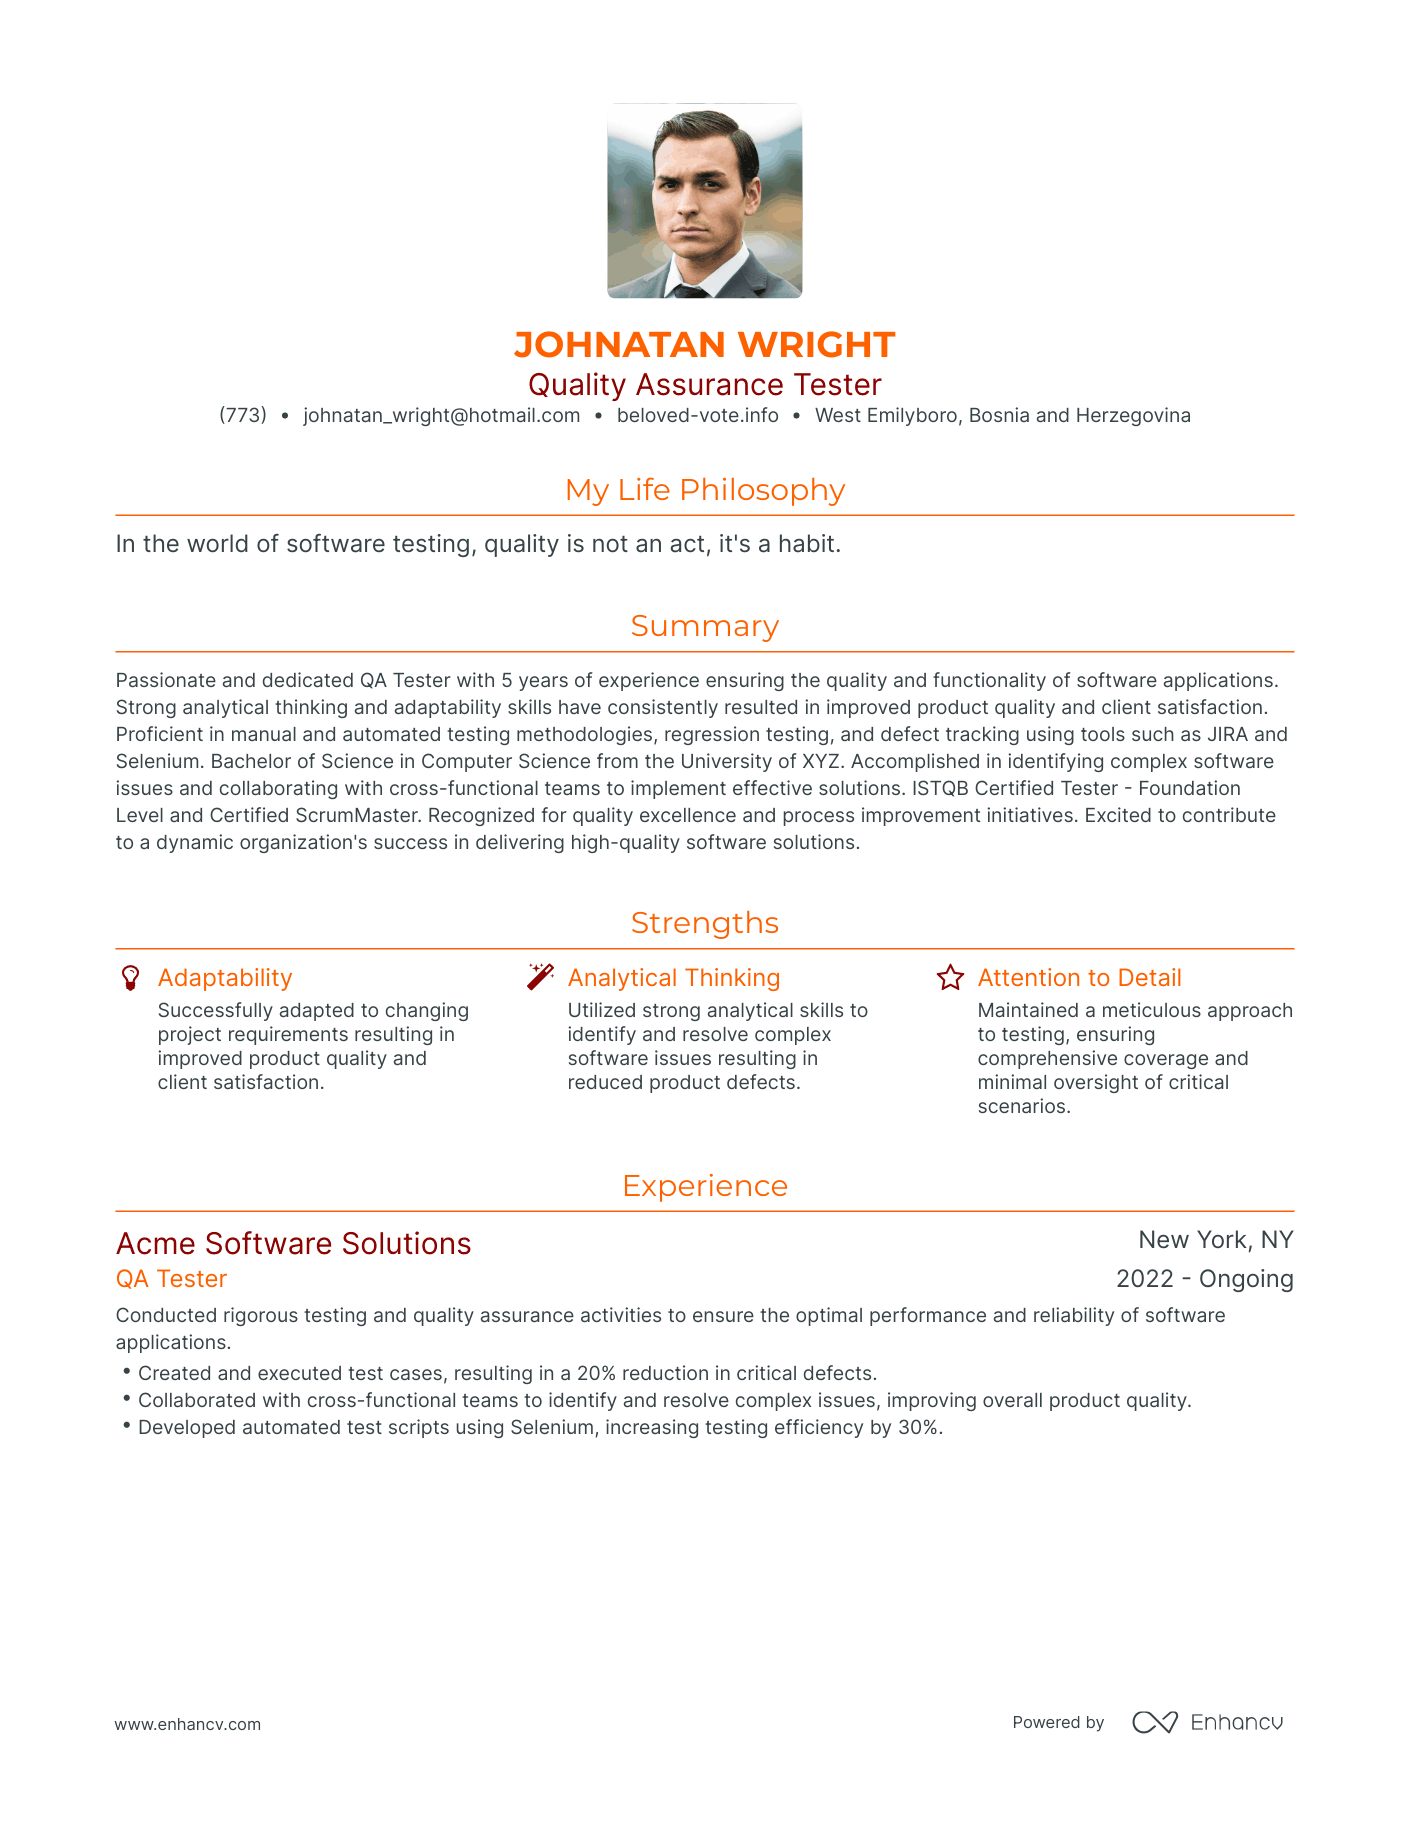 JOHNATAN WRIGHT
Quality Assurance Tester
(773) • johnatan_wright@hotmail.com • beloved-vote.info • West Emilyboro, Bosnia and Herzegovina
My Life Philosophy
In the world of software testing, quality is not an act, it's a habit.
Summary
Passionate and dedicated QA Tester with 5 years of experience ensuring the quality and functionality of software applications.
Strong analytical thinking and adaptability skills have consistently resulted in improved product quality and client satisfaction.
Proficient in manual and automated testing methodologies, regression testing, and defect tracking using tools such as JIRA and
Selenium. Bachelor of Science in Computer Science from the University of XYZ. Accomplished in identifying complex software
issues and collaborating with cross-functional teams to implement effective solutions. ISTQB Certified Tester - Foundation
Level and Certified ScrumMaster. Recognized for quality excellence and process improvement initiatives. Excited to contribute
to a dynamic organization's success in delivering high-quality software solutions.
Strengths
Adaptability
Successfully adapted to changing
project requirements resulting in
improved product quality and
client satisfaction.
Analytical Thinking
Utilized strong analytical skills to
identify and resolve complex
software issues resulting in
reduced product defects.
Attention to Detail
Maintained a meticulous approach
to testing, ensuring
comprehensive coverage and
minimal oversight of critical
scenarios.
Experience
Acme Software Solutions New York, NY
QA Tester 2022 - Ongoing
Conducted rigorous testing and quality assurance activities to ensure the optimal performance and reliability of software
applications.
• Created and executed test cases, resulting in a 20% reduction in critical defects.
• Collaborated with cross-functional teams to identify and resolve complex issues, improving overall product quality.
• Developed automated test scripts using Selenium, increasing testing efficiency by 30%.
www.enhancv.com Powered by Enhancv